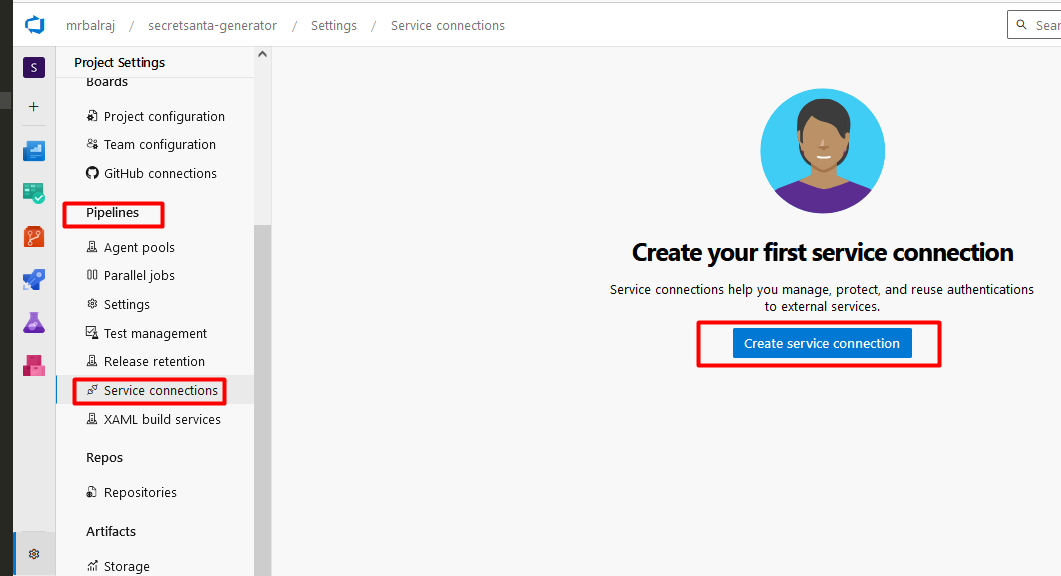 mrbalraj / secretsanta-generator / Settings / Service connections
Sear
S
Project Settings
Boards
Project configuration
Team configuration
GitHub connections
Pipelines
Agent pools
Parallel jobs
Settings
Test management
Release retention
Service connections
XAML build services
Repos
Repositories
Artifacts
Storage
Create your first service connection
Service connections help you manage, protect, and reuse authentications
to external services.
Create service connection